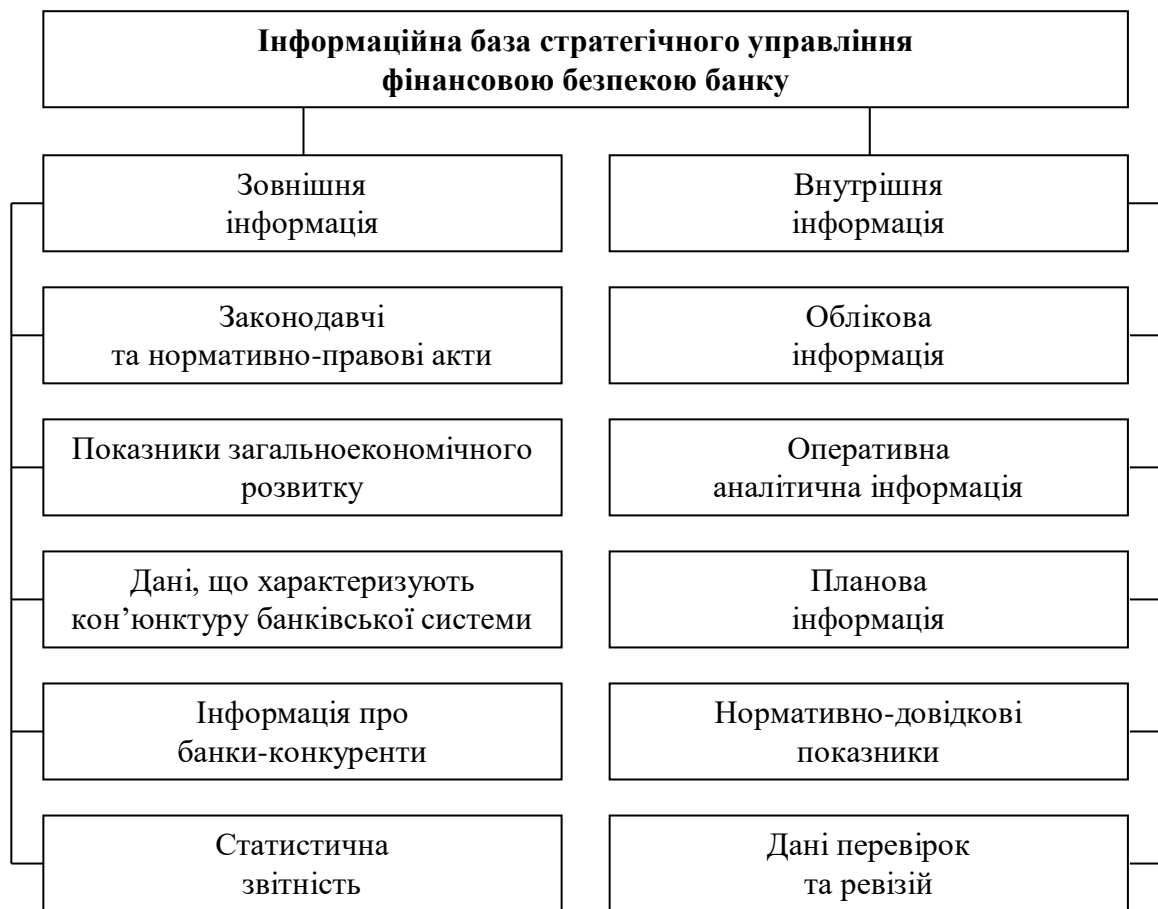 Інформаційна база стратегічного управління
фінансовою безпекою банку
Зовнішня
інформація
Внутрішня
інформація
Законодавчі
та нормативно-правові акти
Облікова
інформація
Показники загальноекономічного
розвитку
Оперативна
аналітична інформація
Дані, що характеризують
кон’юнктуру банківської системи
Планова
інформація
Інформація про
банки-конкуренти
Нормативно-довідкові
показники
Статистична
звітність
Дані перевірок
та ревізій